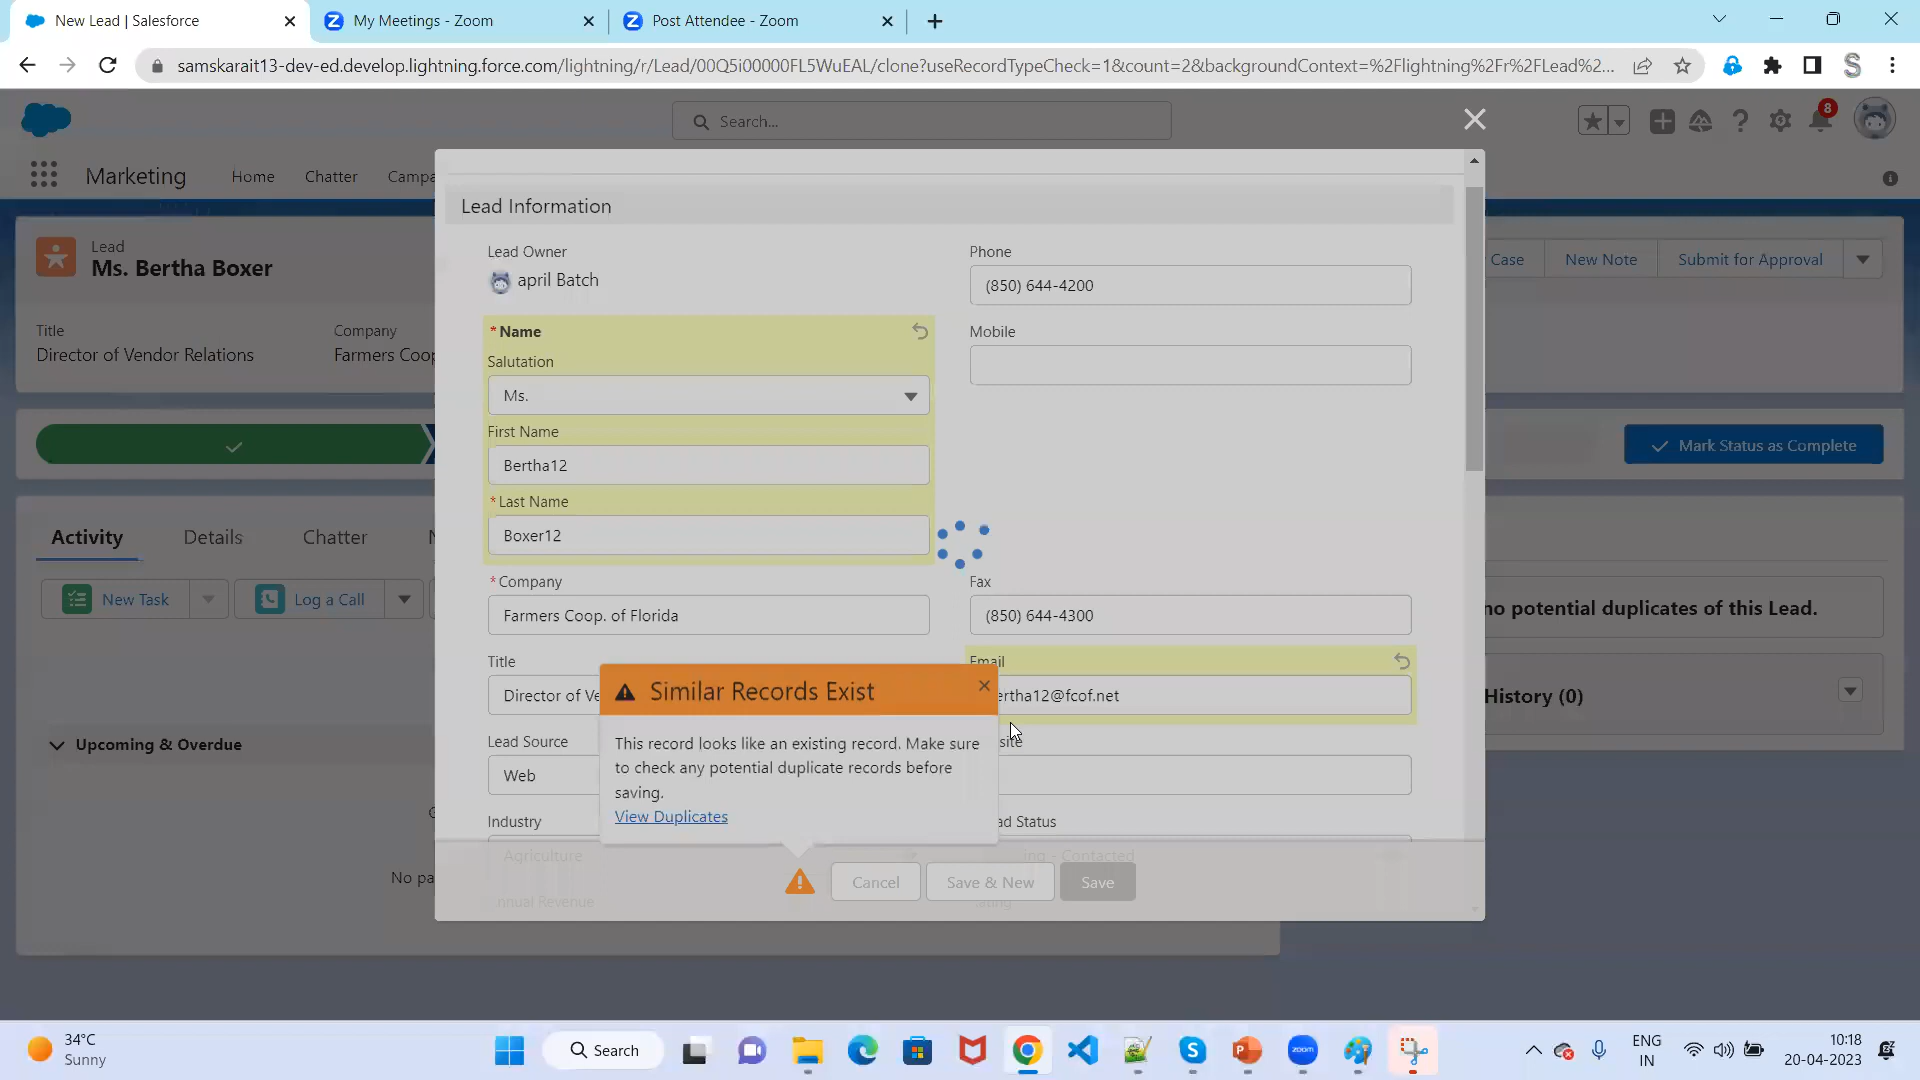 New Lead | Salesforce
My Meetings - Zoom
Post Attendee - Zoom
samskarait13-dev-ed.develop.lightning.force.com/lightning/r/Lead/00Q5i00000FL5WuEAL/clone?useRecordTypeCheck=1&count=2&backgroundContext=%2Flightning%2Fr%2FLead%2...
Search...
8
Marketing
Home
Chatter
Campa
Lead
Ms. Bertha Boxer
Case
New Note
Submit for Approval
Title
Director of Vendor Relations
Company
Farmers Coop
Mark Status as Complete
Activity
Details
Chatter
New Task
Log a Call
Upcoming & Overdue
No pa
no potential duplicates of this Lead.
History (0)
Lead Information
Lead Owner
april Batch
Phone
(850) 644-4200
*Name
Mobile
Salutation
Ms.
First Name
Bertha12
*Last Name
Boxer12
*Company
Farmers Coop. of Florida
Fax
(850) 644-4300
Title
Director of Ve
Email
ertha12@fcof.net
Lead Source
Web
site
Industry
Agriculture
ad Status
ing - Contacted
nnual Revenue
ating
Similar Records Exist
This record looks like an existing record. Make sure
to check any potential duplicate records before
saving.
View Duplicates
Cancel
Save & New
Save
34°C
Sunny
Search
zoom
ENG
IN
10:18
20-04-2023